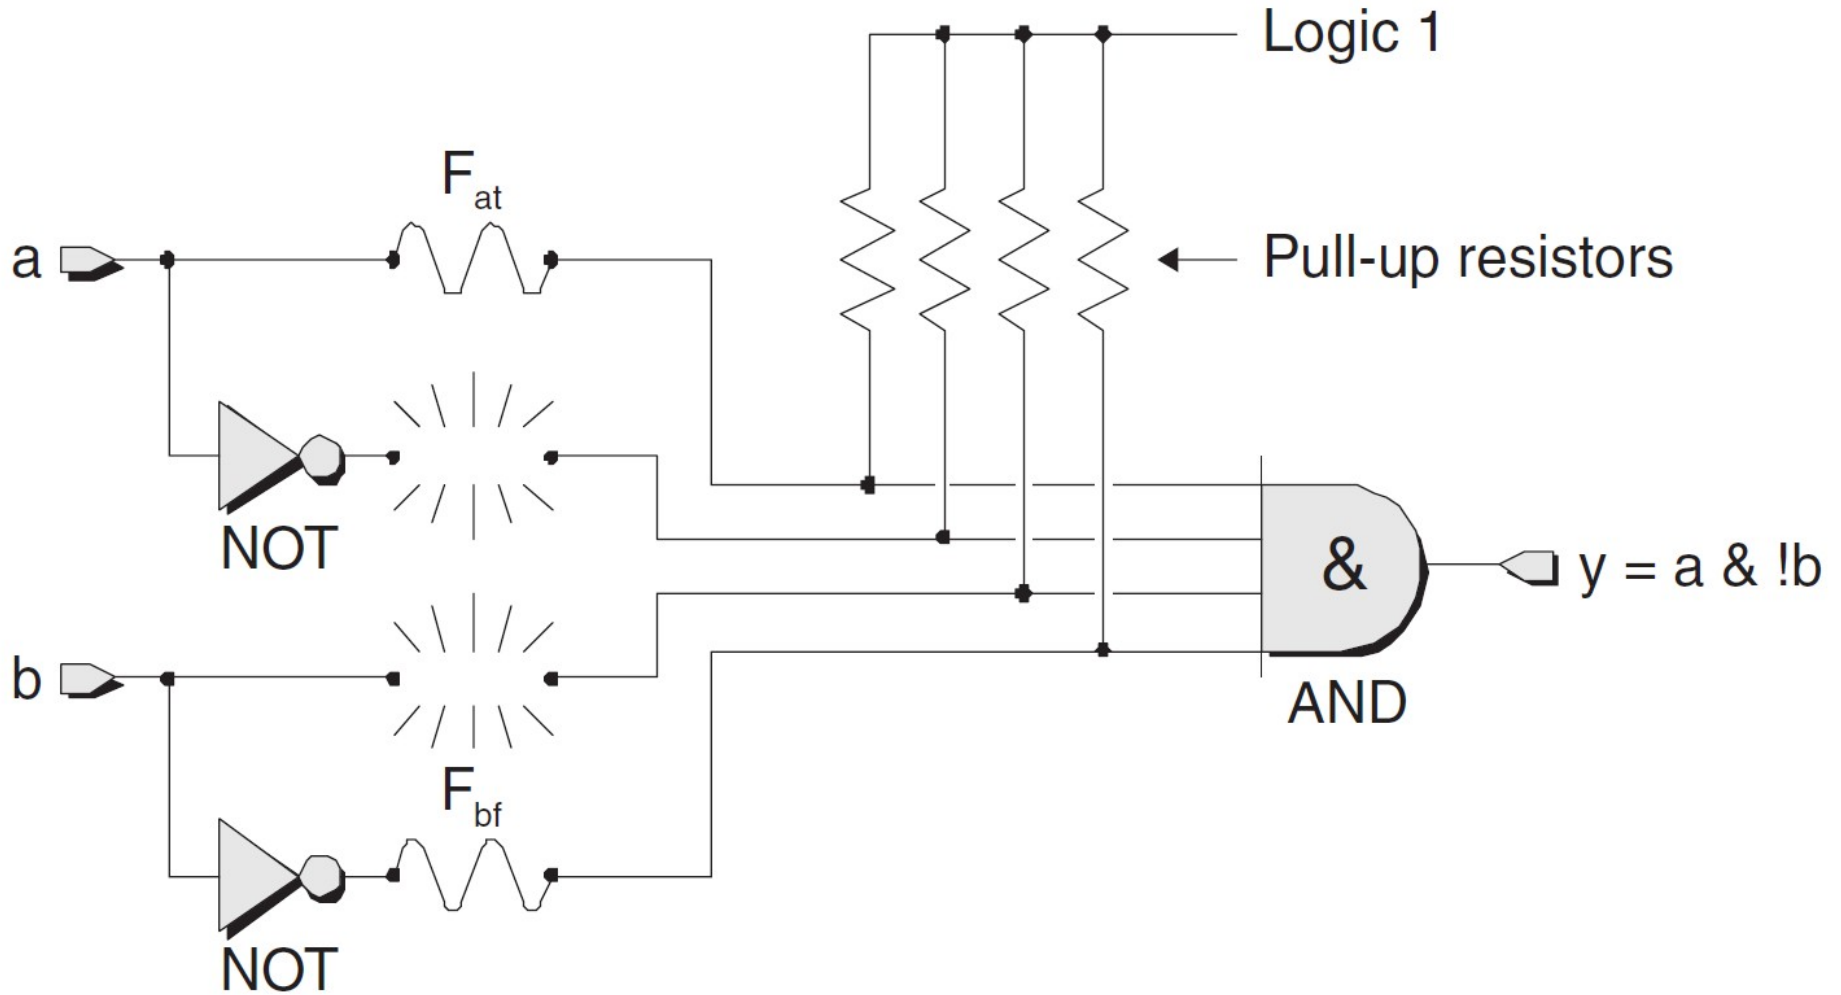 Logic 1
F at
a
Pull-up resistors
NOT
& y = a & !b
b
AND
F bf
NOT